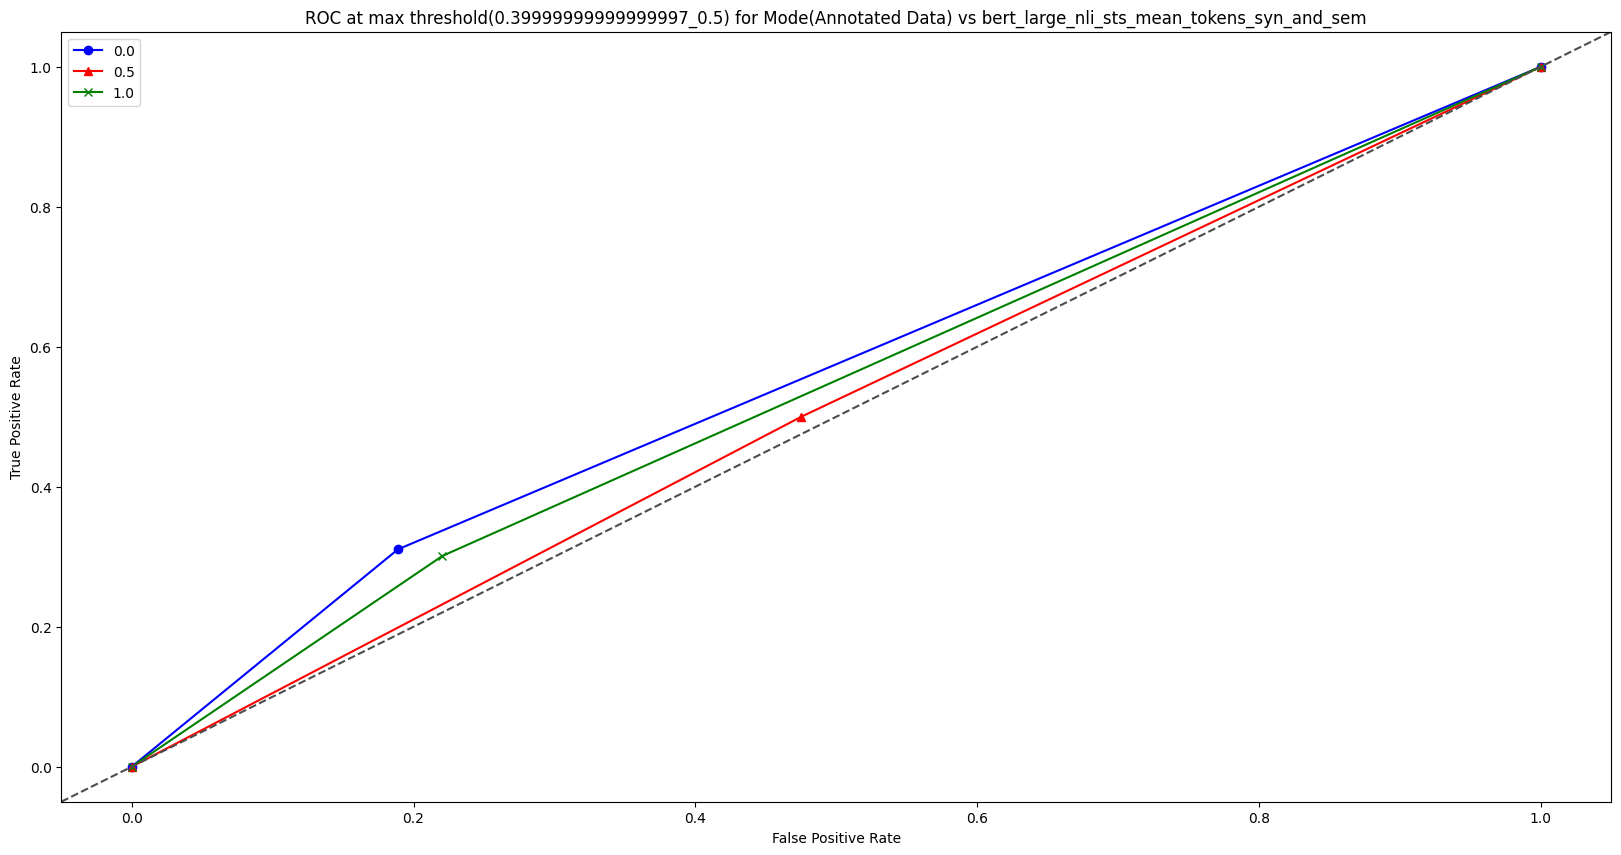 ROC at max threshold(0.39999999999999997_0.5) for Mode(Annotated Data) vs bert_large_nli_sts_mean_tokens_syn_and_sem
0.0
0.5
1.0
1.0
0.8
0.6
0.4
0.2
0.0
True Positive Rate
0.0 0.2 0.4 0.6 0.8 1.0
False Positive Rate